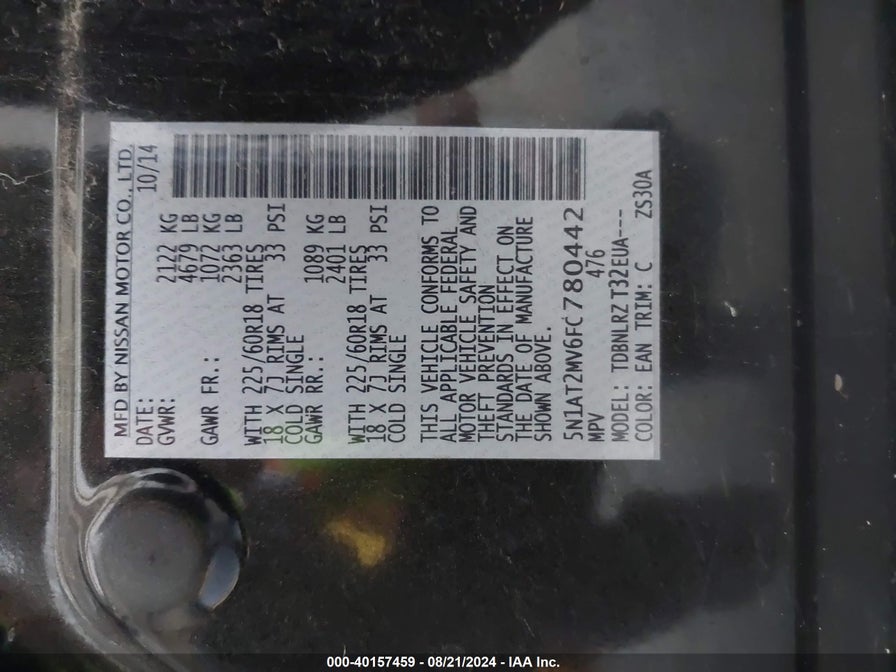 MFD BY NISSAN MOTOR CO., LTD.
DATE: 10/14
GVWR: 2122 KG
4679 LB
GAWR FR.: 1072 KG
2363 LB
WITH 225/60R18 TIRES
18 X 7J RIMS AT 33 PSI
COLD SINGLE
GAWR RR.: 1089 KG
2401 LB
WITH 225/60R18 TIRES
18 X 7J RIMS AT 33 PSI
COLD SINGLE
THIS VEHICLE CONFORMS TO
ALL APPLICABLE FEDERAL
MOTOR VEHICLE SAFETY AND
THEFT PREVENTION
STANDARDS IN EFFECT ON
THE DATE OF MANUFACTURE
SHOWN ABOVE.
5N1AT2MV6FC780442
MPV 476
MODEL: TDBNLRZ T32EUA----
COLOR: EAN TRIM: C ZS30A
000-40157459 - 08/21/2024 - IAA Inc.